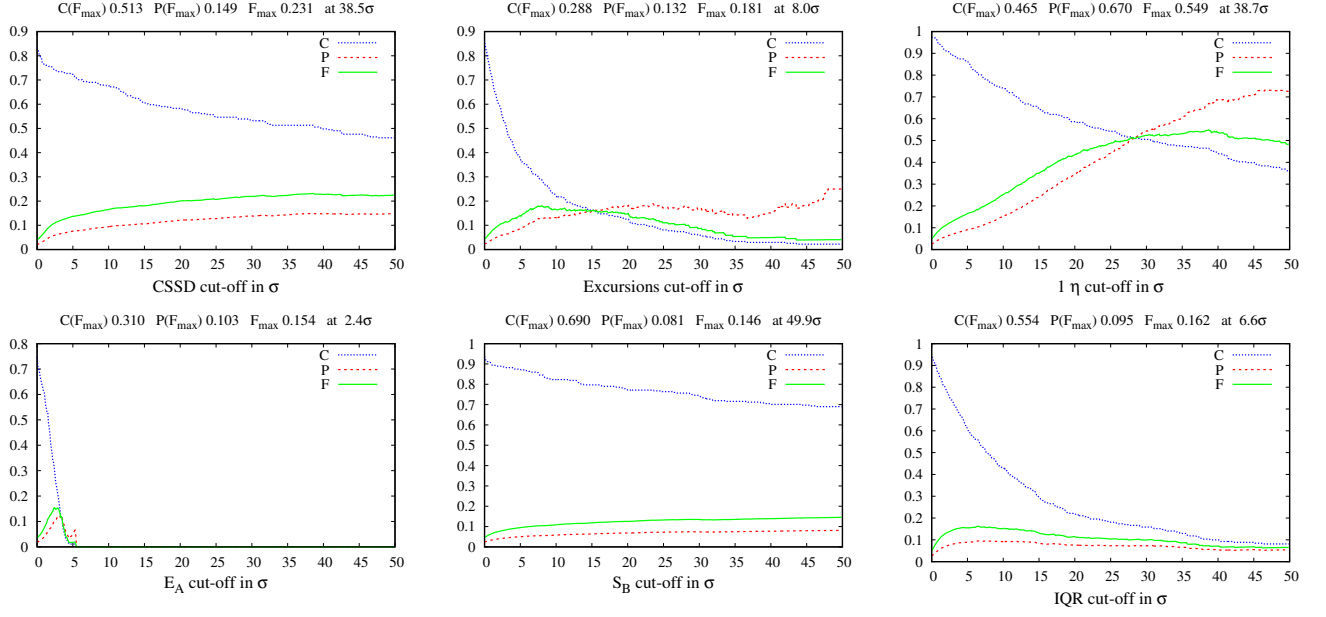 C(Fmax) 0.513 P(Fmax) 0.149 Fmax 0.231 at 38.5σ
0.9
0.8
0.7
0.6
0.5
0.4
0.3
0.2
0.1
0
C
P
F
0 5 10 15 20 25 30 35 40 45 50
CSSD cut-off in σ
C(Fmax) 0.288 P(Fmax) 0.132 Fmax 0.181 at 8.0σ
0.9
0.8
0.7
0.6
0.5
0.4
0.3
0.2
0.1
0
C
P
F
0 5 10 15 20 25 30 35 40 45 50
Excursions cut-off in σ
C(Fmax) 0.465 P(Fmax) 0.670 Fmax 0.549 at 38.7σ
1
0.9
0.8
0.7
0.6
0.5
0.4
0.3
0.2
0.1
0
C
P
F
0 5 10 15 20 25 30 35 40 45 50
1 η cut-off in σ
C(Fmax) 0.310 P(Fmax) 0.103 Fmax 0.154 at 2.4σ
0.8
0.7
0.6
0.5
0.4
0.3
0.2
0.1
0
C
P
F
0 5 10 15 20 25 30 35 40 45 50
EA cut-off in σ
C(Fmax) 0.690 P(Fmax) 0.081 Fmax 0.146 at 49.9σ
1
0.9
0.8
0.7
0.6
0.5
0.4
0.3
0.2
0.1
0
C
P
F
0 5 10 15 20 25 30 35 40 45 50
SB cut-off in σ
C(Fmax) 0.554 P(Fmax) 0.095 Fmax 0.162 at 6.6σ
1
0.9
0.8
0.7
0.6
0.5
0.4
0.3
0.2
0.1
0
C
P
F
0 5 10 15 20 25 30 35 40 45 50
IQR cut-off in σ